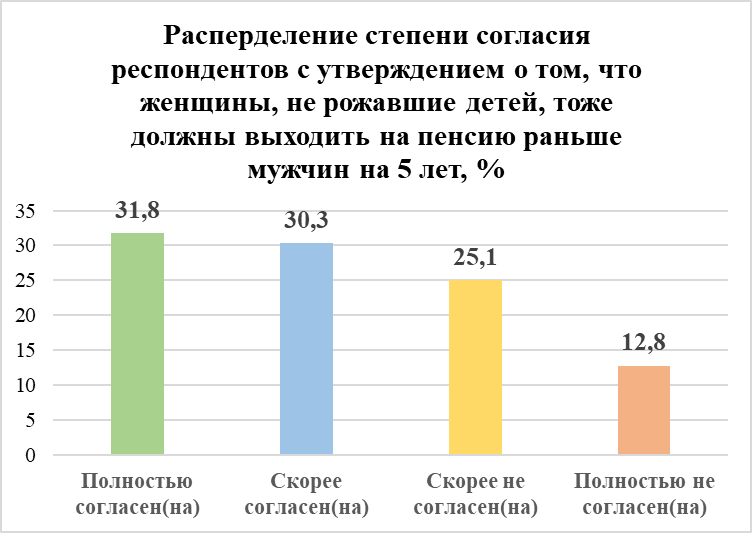 Расперделение степени согласия
респондентов с утверждением о том, что
женщины, не рожавшие детей, тоже
должны выходить на пенсию раньше
мужчин на 5 лет, %
35
30
25
20
15
10
5
0
31,8
30,3
25,1
12,8
Полностью
согласен(на)
Скорее
согласен(на)
Скорее не
согласен(на)
Полностью не
согласен(на)